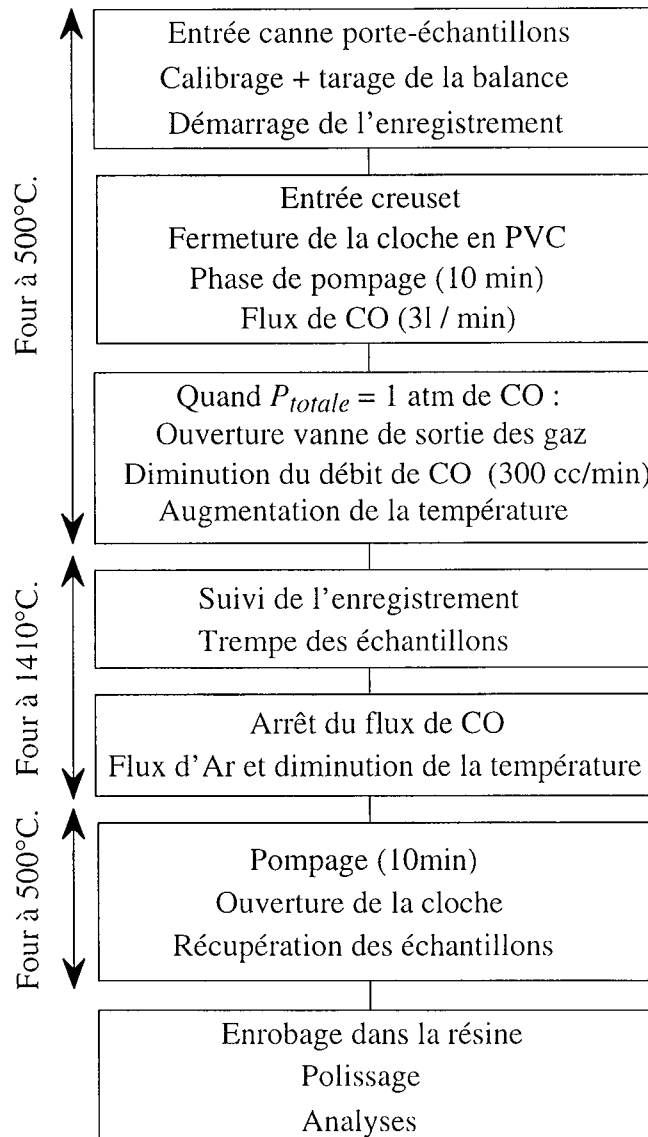 Four à 500°C.
Entrée canne porte-échantillons
Calibrage + tarage de la balance
Démarrage de l'enregistrement
Entrée creuset
Fermeture de la cloche en PVC
Phase de pompage (10 min)
Flux de CO (3l / min)
Quand P_totale = 1 atm de CO :
Ouverture vanne de sortie des gaz
Diminution du débit de CO (300 cc/min)
Augmentation de la température
Four à 1410°C.
Suivi de l'enregistrement
Trempe des échantillons
Arrêt du flux de CO
Flux d'Ar et diminution de la température
Four à 500°C.
Pompage (10min)
Ouverture de la cloche
Récupération des échantillons
Enrobage dans la résine
Polissage
Analyses